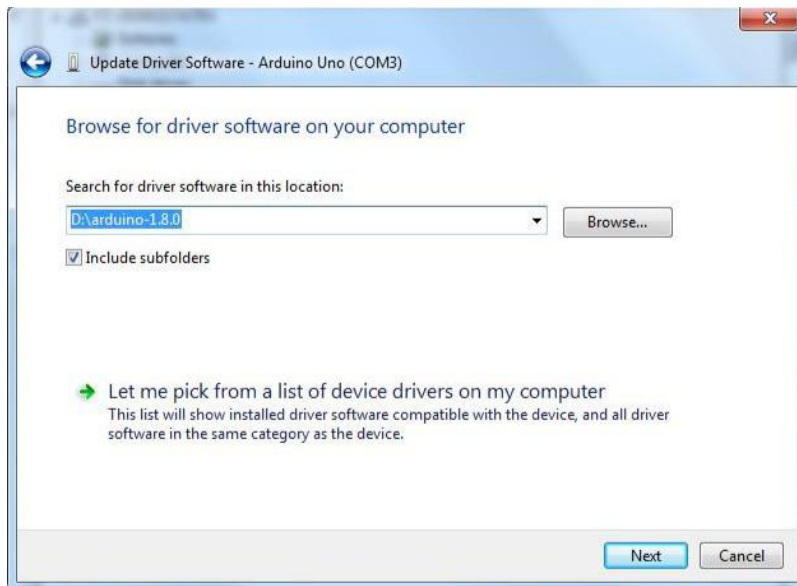 Update Driver Software - Arduino Uno (COM3)
Browse for driver software on your computer
Search for driver software in this location:
D:\arduino-1.8.0
Browse...
Include subfolders
Let me pick from a list of device drivers on my computer
This list will show installed driver software compatible with the device, and all driver
software in the same category as the device.
Next
Cancel